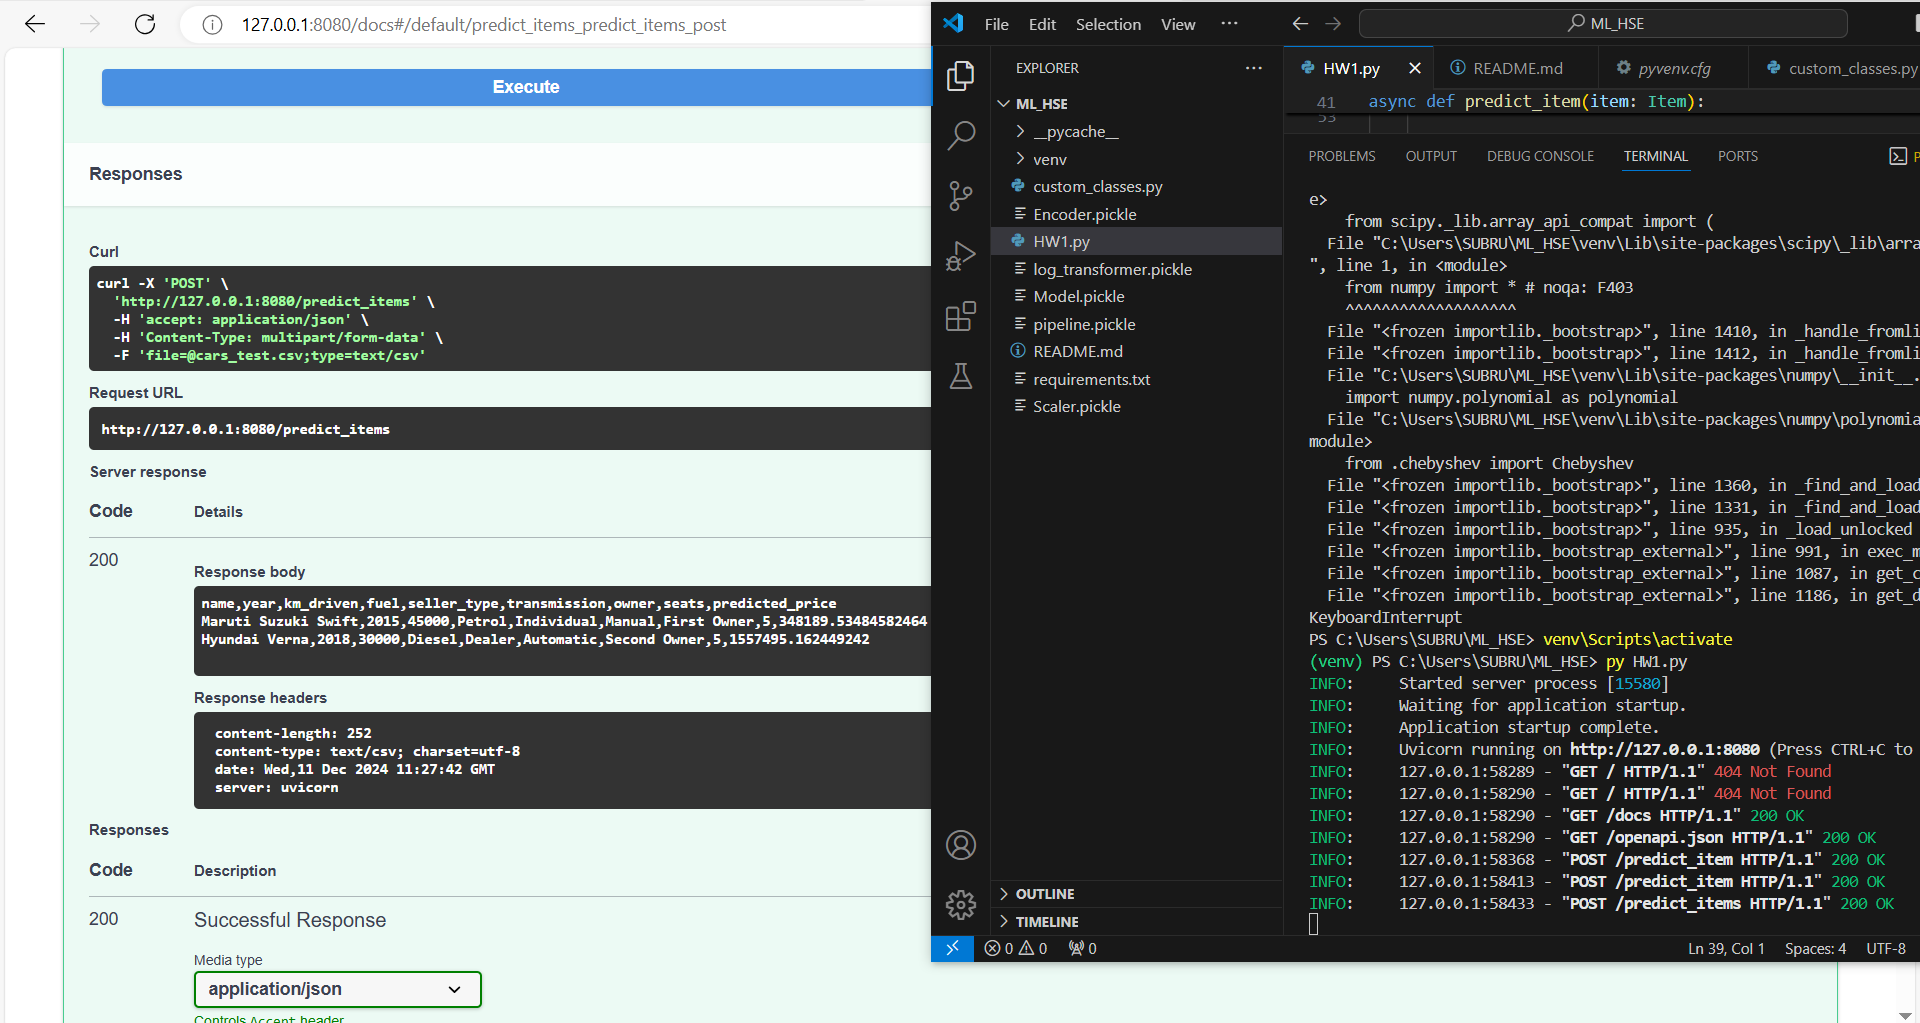 127.0.0.1:8080/docs#/default/predict_items_predict_items_post
Execute
Responses
Curl
curl -X 'POST' \
'http://127.0.0.1:8080/predict_items' \
-H 'accept: application/json' \
-H 'Content-Type: multipart/form-data' \
-F 'file=@cars_test.csv;type=text/csv'
Request URL
http://127.0.0.1:8080/predict_items
Server response
Code Details
200
Response body
name,year,km_driven,fuel,seller_type,transmission,owner,seats,predicted_price
Maruti Suzuki Swift,2015,45000,Petrol,Individual,Manual,First Owner,5,348189.53484582464
Hyundai Verna,2018,30000,Diesel,Dealer,Automatic,Second Owner,5,1557495.162449242
Response headers
content-length: 252
content-type: text/csv; charset=utf-8
date: Wed,11 Dec 2024 11:27:42 GMT
server: uvicorn
Responses
Code Description
200 Successful Response
Media type
application/json
Controls Accept header
File Edit Selection View ···
ML_HSE
EXPLORER ···
ML_HSE
__pycache__
venv
custom_classes.py
Encoder.pickle
HW1.py
log_transformer.pickle
Model.pickle
pipeline.pickle
README.md
requirements.txt
Scaler.pickle
OUTLINE
TIMELINE
HW1.py README.md pyvenv.cfg custom_classes.py
41 async def predict_item(item: Item):
53
PROBLEMS OUTPUT DEBUG CONSOLE TERMINAL PORTS
e>
from scipy._lib.array_api_compat import (
File "C:\Users\SUBRU\ML_HSE\venv\Lib\site-packages\scipy\_lib\arra
", line 1, in <module>
from numpy import * # noqa: F403
^^^^^^^^^^^^^^^^^^^
File "<frozen importlib._bootstrap>", line 1410, in _handle_fromli
File "<frozen importlib._bootstrap>", line 1412, in _handle_fromli
File "C:\Users\SUBRU\ML_HSE\venv\Lib\site-packages\numpy\__init__.
import numpy.polynomial as polynomial
File "C:\Users\SUBRU\ML_HSE\venv\Lib\site-packages\numpy\polynomia
module>
from .chebyshev import Chebyshev
File "<frozen importlib._bootstrap>", line 1360, in _find_and_load
File "<frozen importlib._bootstrap>", line 1331, in _find_and_load
File "<frozen importlib._bootstrap>", line 935, in _load_unlocked
File "<frozen importlib._bootstrap_external>", line 991, in exec_m
File "<frozen importlib._bootstrap_external>", line 1087, in get_c
File "<frozen importlib._bootstrap_external>", line 1186, in get_d
KeyboardInterrupt
PS C:\Users\SUBRU\ML_HSE> venv\Scripts\activate
(venv) PS C:\Users\SUBRU\ML_HSE> py HW1.py
INFO: Started server process [15580]
INFO: Waiting for application startup.
INFO: Application startup complete.
INFO: Uvicorn running on http://127.0.0.1:8080 (Press CTRL+C to
INFO: 127.0.0.1:58289 - "GET / HTTP/1.1" 404 Not Found
INFO: 127.0.0.1:58290 - "GET / HTTP/1.1" 404 Not Found
INFO: 127.0.0.1:58290 - "GET /docs HTTP/1.1" 200 OK
INFO: 127.0.0.1:58290 - "GET /openapi.json HTTP/1.1" 200 OK
INFO: 127.0.0.1:58368 - "POST /predict_item HTTP/1.1" 200 OK
INFO: 127.0.0.1:58413 - "POST /predict_item HTTP/1.1" 200 OK
INFO: 127.0.0.1:58433 - "POST /predict_items HTTP/1.1" 200 OK
0 0 0 Ln 39, Col 1 Spaces: 4 UTF-8